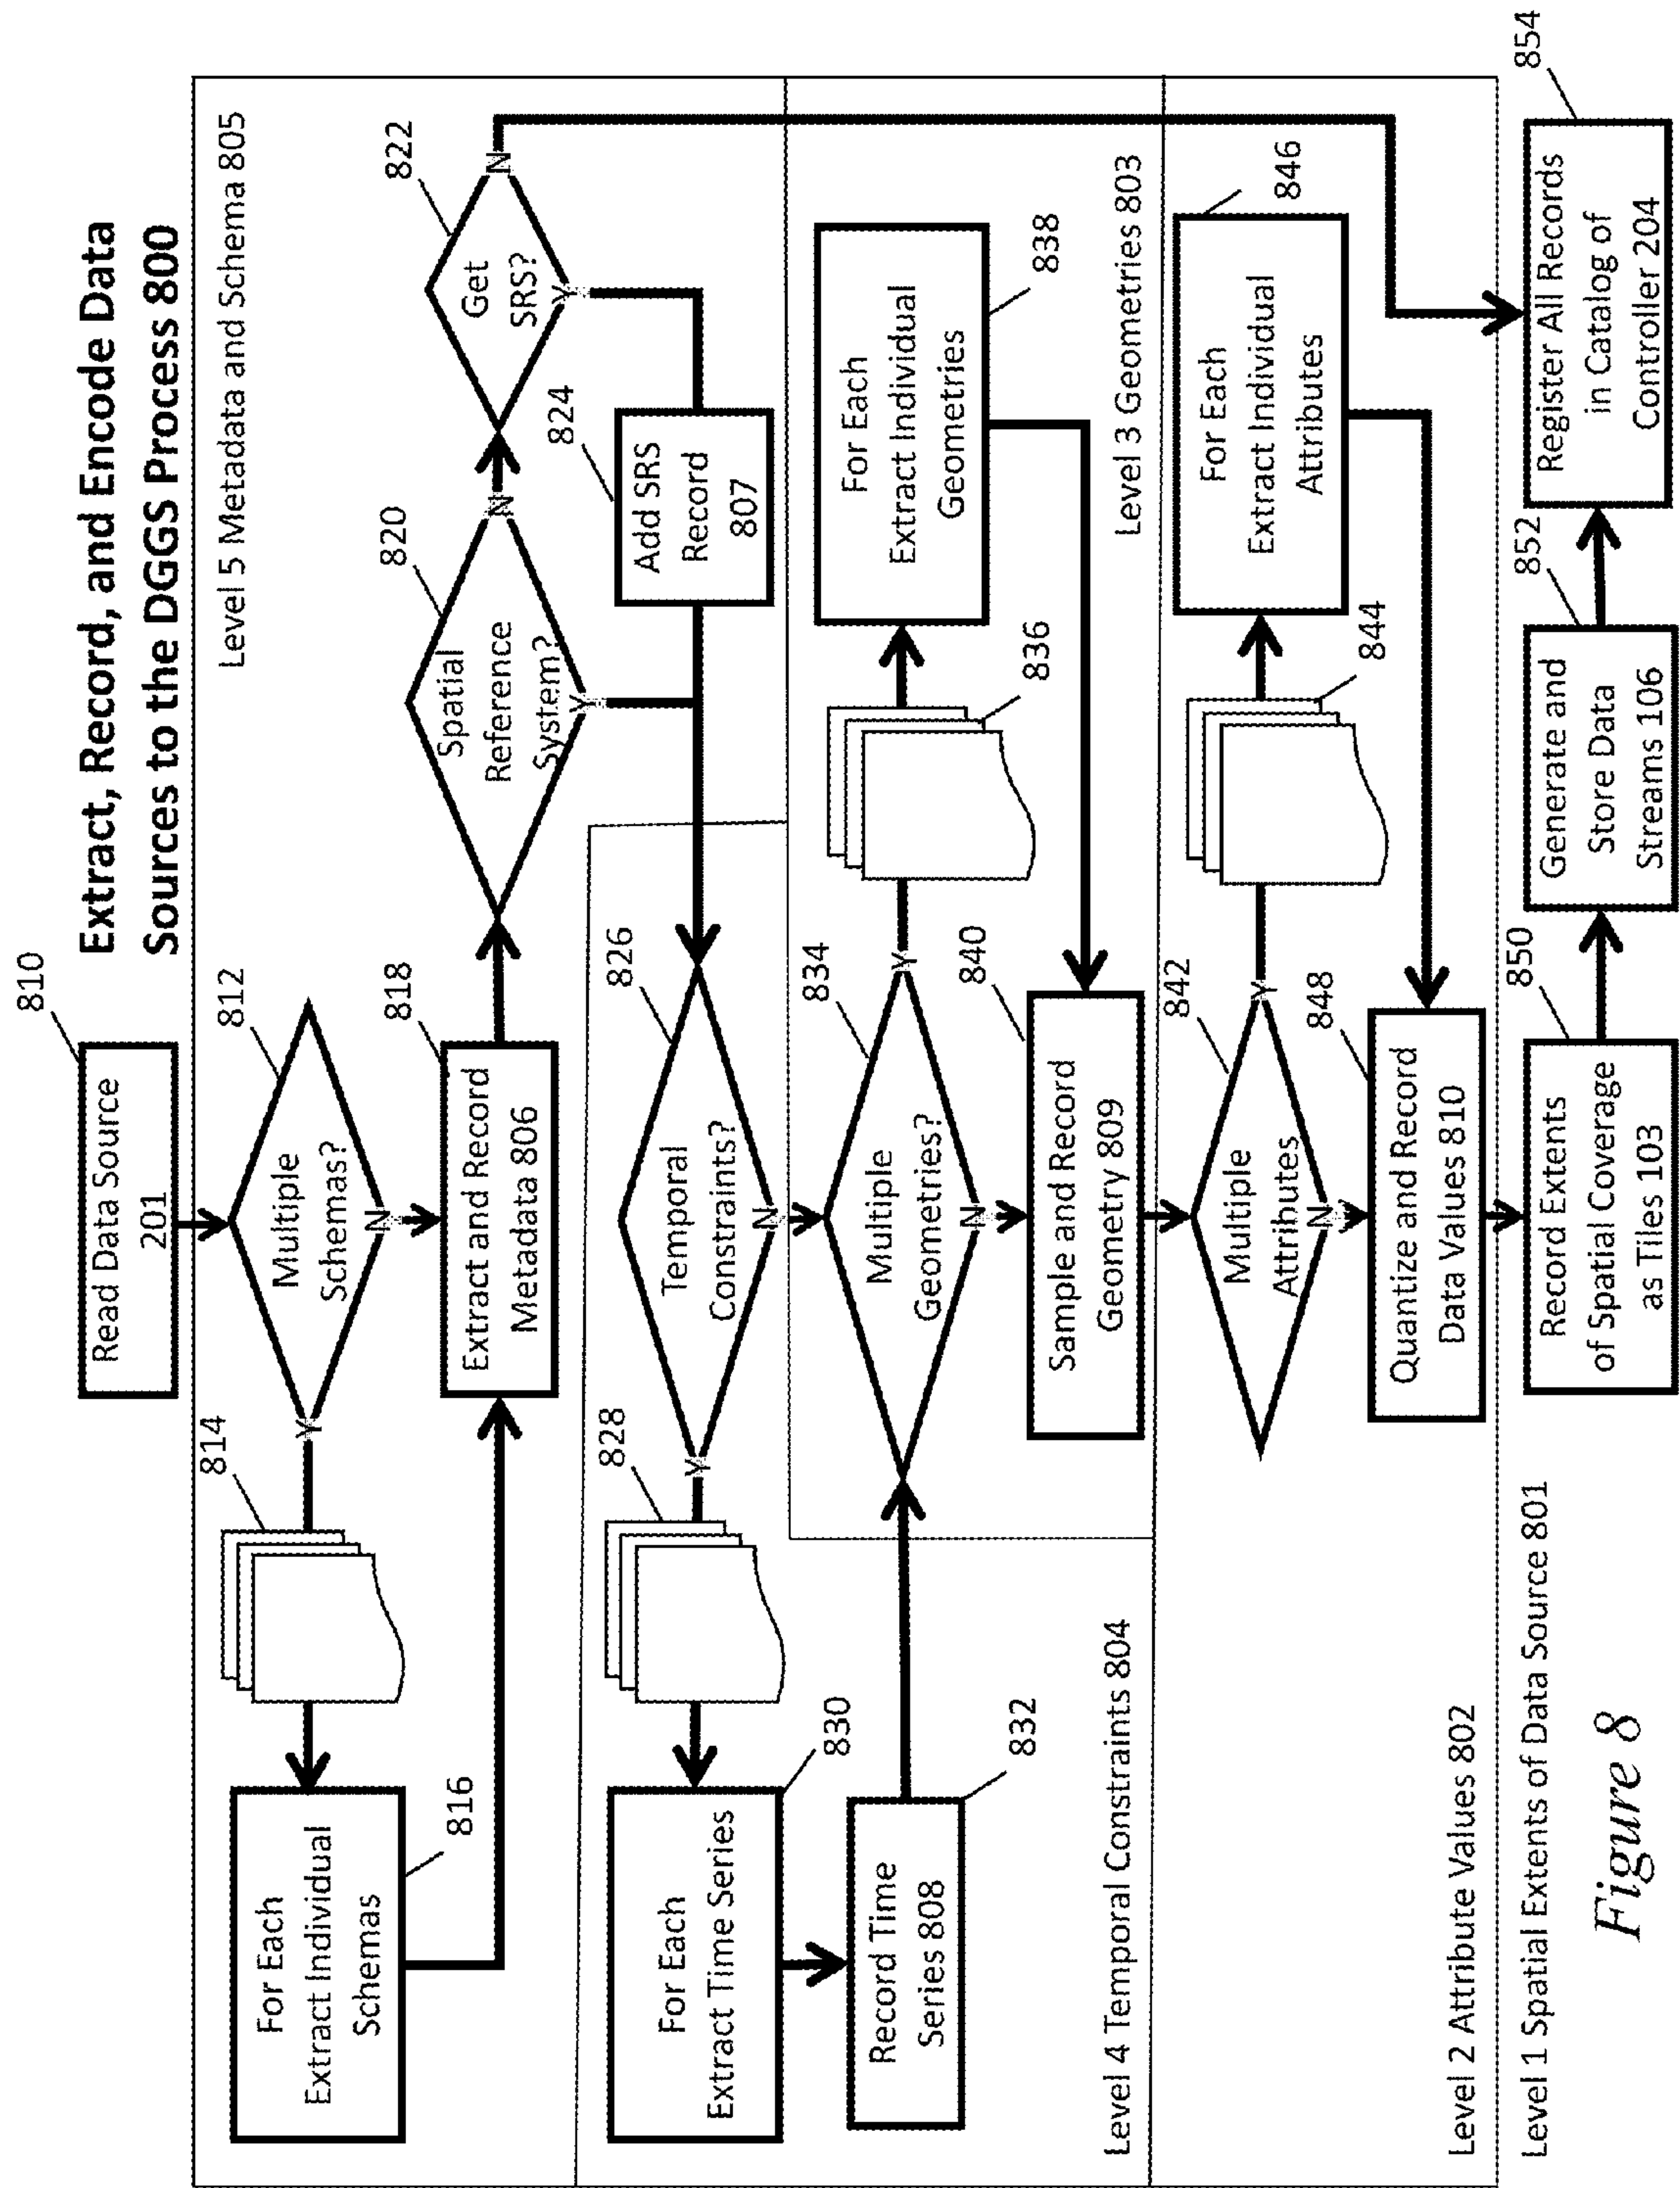 Extract, Record, and Encode Data
Sources to the DGGS Process 800
810
Read Data Source
201
Level 5 Metadata and Schema 805
812
Multiple
Schemas?
Y
N
814
For Each
Extract Individual
Schemas
816
818
Extract and Record
Metadata 806
820
Spatial
Reference
System?
N
Y
822
Get
SRS?
N
Y
824
Add SRS
Record
807
826
Temporal
Constraints?
Y
N
828
For Each
Extract Time Series
830
Record Time
Series 808
832
Level 4 Temporal Constraints 804
834
Multiple
Geometries?
Y
N
836
For Each
Extract Individual
Geometries
838
840
Sample and Record
Geometry 809
Level 3 Geometries 803
842
Multiple
Attributes
Y
N
844
For Each
Extract Individual
Attributes
846
848
Quantize and Record
Data Values 810
Level 2 Attribute Values 802
Level 1 Spatial Extents of Data Source 801
850
Record Extents
of Spatial Coverage
as Tiles 103
852
Generate and
Store Data
Streams 106
854
Register All Records
in Catalog of
Controller 204
Figure 8